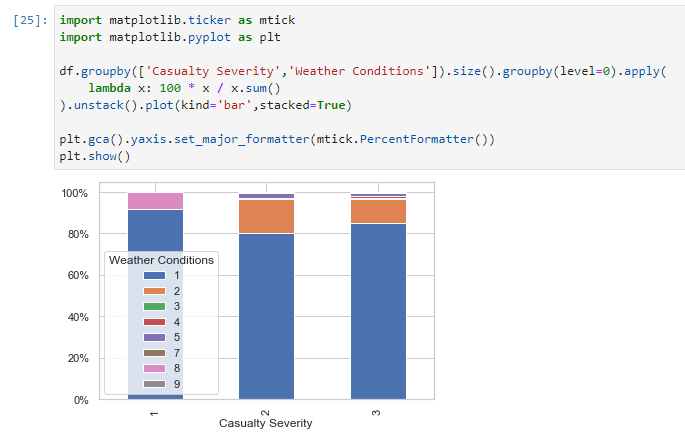 [25]: import matplotlib.ticker as mtick
import matplotlib.pyplot as plt
df.groupby(['Casualty Severity','Weather Conditions']).size().groupby(level=0).apply(
    lambda x: 100 * x / x.sum()
).unstack().plot(kind='bar',stacked=True)
plt.gca().yaxis.set_major_formatter(mtick.PercentFormatter())
plt.show()
100%
80%
60%
40%
20%
0%
Weather Conditions
1
2
3
4
5
7
8
9
1
2
3
Casualty Severity